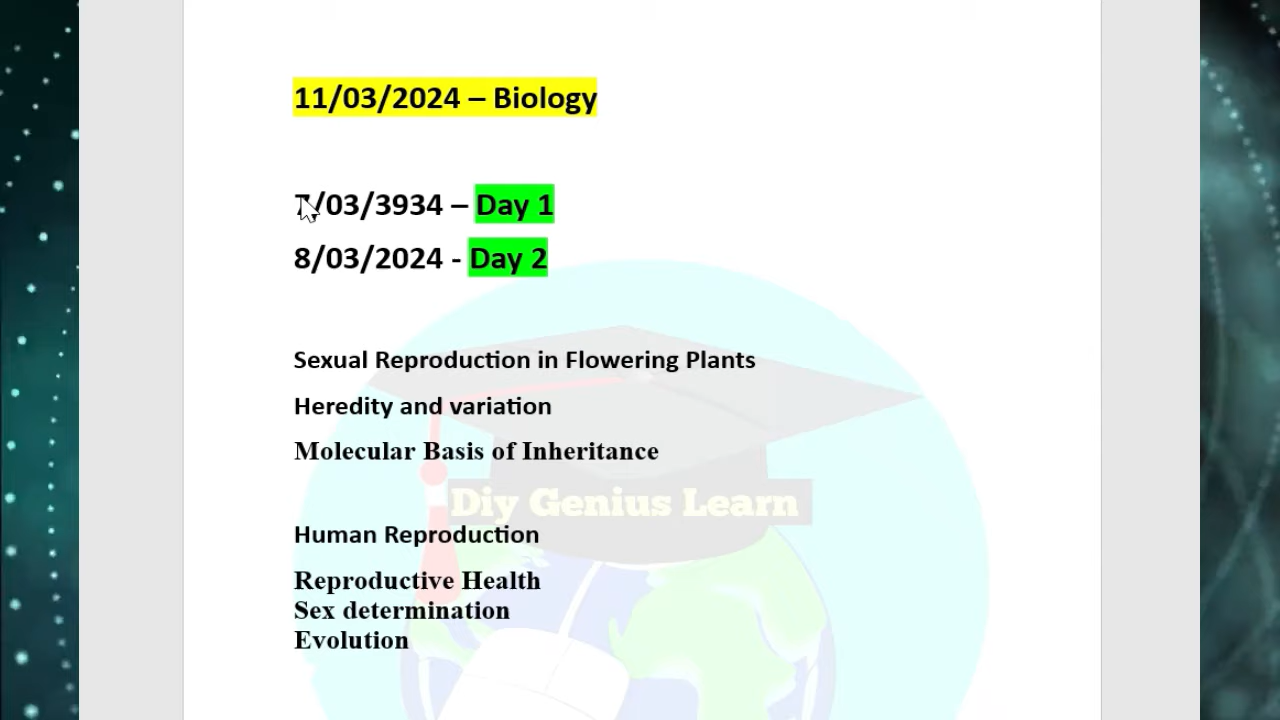 11/03/2024 – Biology
7/03/3934 – Day 1
8/03/2024 - Day 2
Sexual Reproduction in Flowering Plants
Heredity and variation
Molecular Basis of Inheritance
Diy Genius Learn
Human Reproduction
Reproductive Health
Sex determination
Evolution